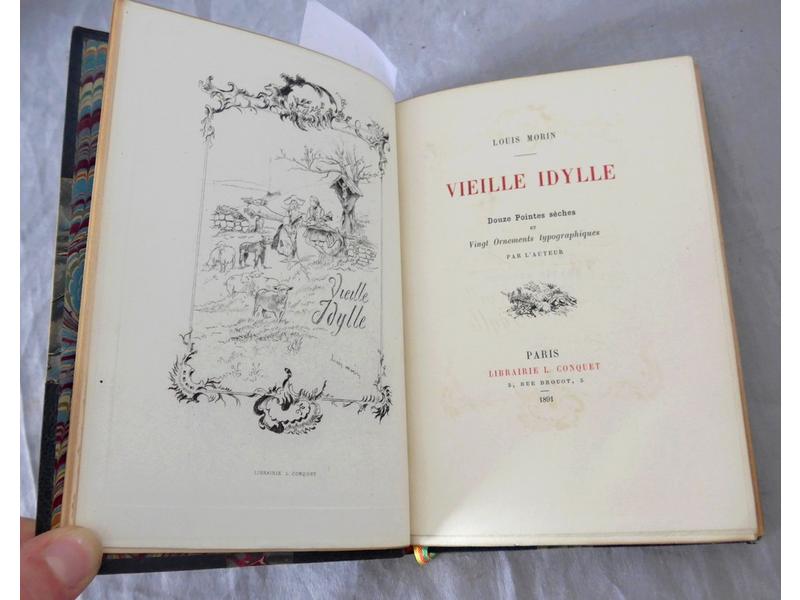 Vieille
Idylle
louis morin
LIBRAIRIE L. CONQUET
LOUIS MORIN
VIEILLE IDYLLE
Douze Pointes sèches
ET
Vingt Ornements typographiques
PAR L'AUTEUR
PARIS
LIBRAIRIE L. CONQUET
5, RUE DROUOT, 5
1891